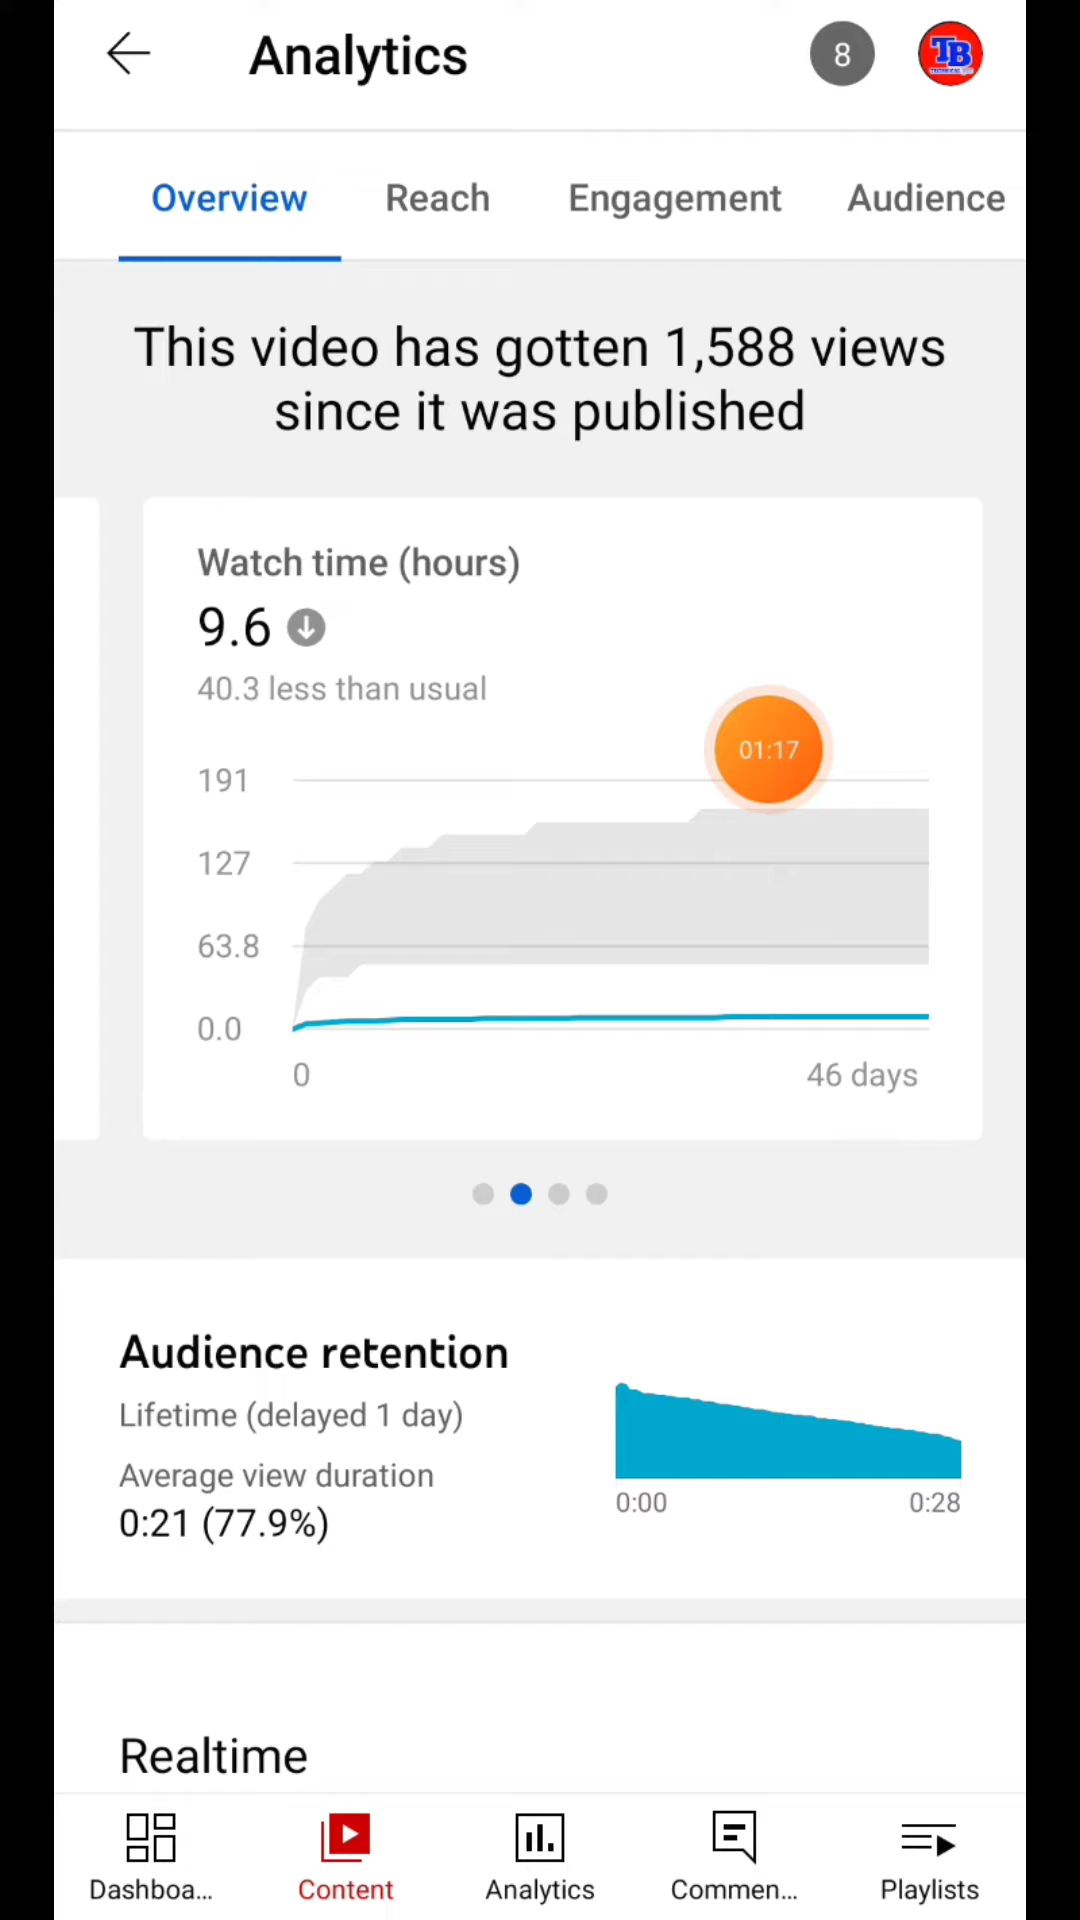 Analytics
8
TB
Overview Reach Engagement Audience
This video has gotten 1,588 views
since it was published
Watch time (hours)
9.6
40.3 less than usual
01:17
191
127
63.8
0.0
0 46 days
Audience retention
Lifetime (delayed 1 day)
Average view duration
0:21 (77.9%)
0:00 0:28
Realtime
Dashboa... Content Analytics Commen... Playlists